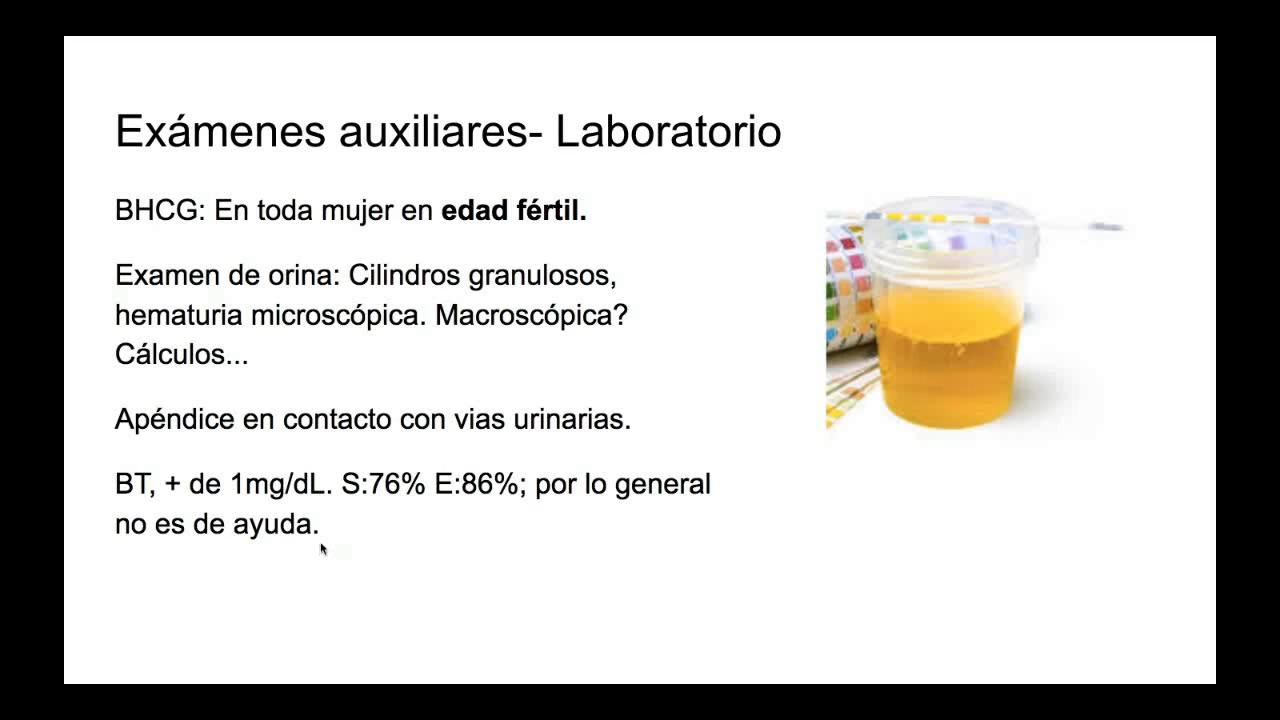 Exámenes auxiliares- Laboratorio
BHCG: En toda mujer en edad fértil.
Examen de orina: Cilindros granulosos,
hematuria microscópica. Macroscópica?
Cálculos...
Apéndice en contacto con vias urinarias.
BT, + de 1mg/dL. S:76% E:86%; por lo general
no es de ayuda.